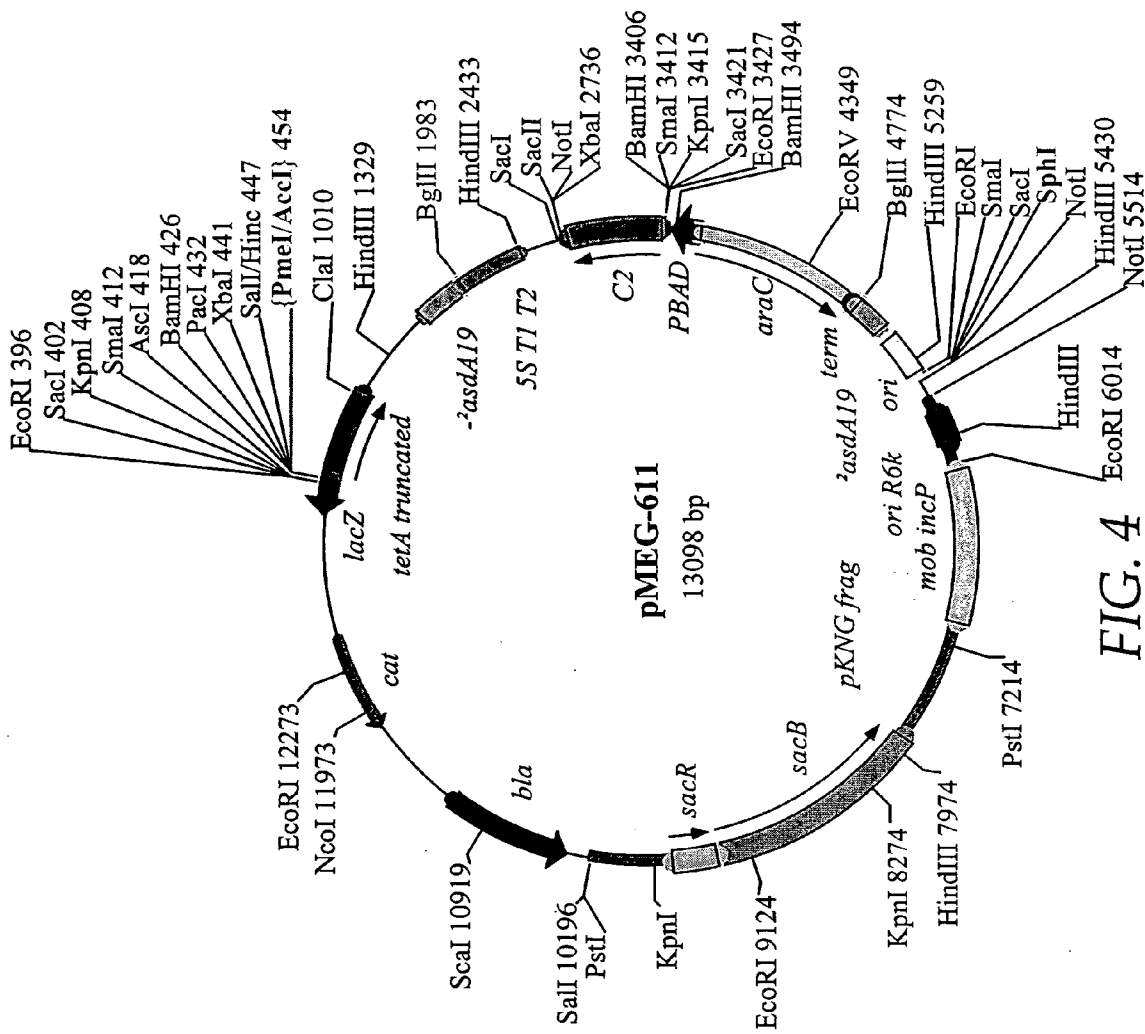 EcoRI 396
SacI 402
KpnI 408
SmaI 412
AscI 418
BamHI 426
PacI 432
XbaI 441
SalI/Hinc 447
{PmeI/AccI} 454
ClaI 1010
HindIII 1329
BglII 1983
HindIII 2433
SacI
SacII
NotI
XbaI 2736
BamHI 3406
SmaI 3412
KpnI 3415
SacI 3421
EcoRI 3427
BamHI 3494
EcoRV 4349
BglII 4774
HindIII 5259
EcoRI
SmaI
SacI
SphI
NotI
HindIII 5430
NotI 5514
HindIII
EcoRI 6014
PstI 7214
HindIII 7974
KpnI 8274
EcoRI 9124
KpnI
PstI
SalI 10196
ScaI 10919
NcoI 11973
EcoRI 12273
lacZ
tetA truncated
-²asdA19
5S T1 T2
C2
PBAD
araC
term
²asdA19
ori
ori R6k
mob incP
pKNG frag
sacB
sacR
bla
cat
pMEG-611
13098 bp
FIG. 4